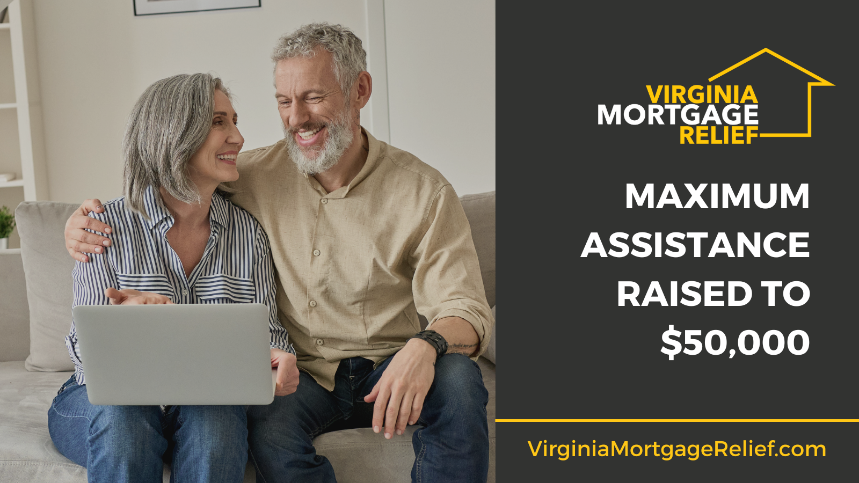 VIRGINIA
MORTGAGE
RELIEF
MAXIMUM
ASSISTANCE
RAISED TO
$50,000
VirginiaMortgageRelief.com